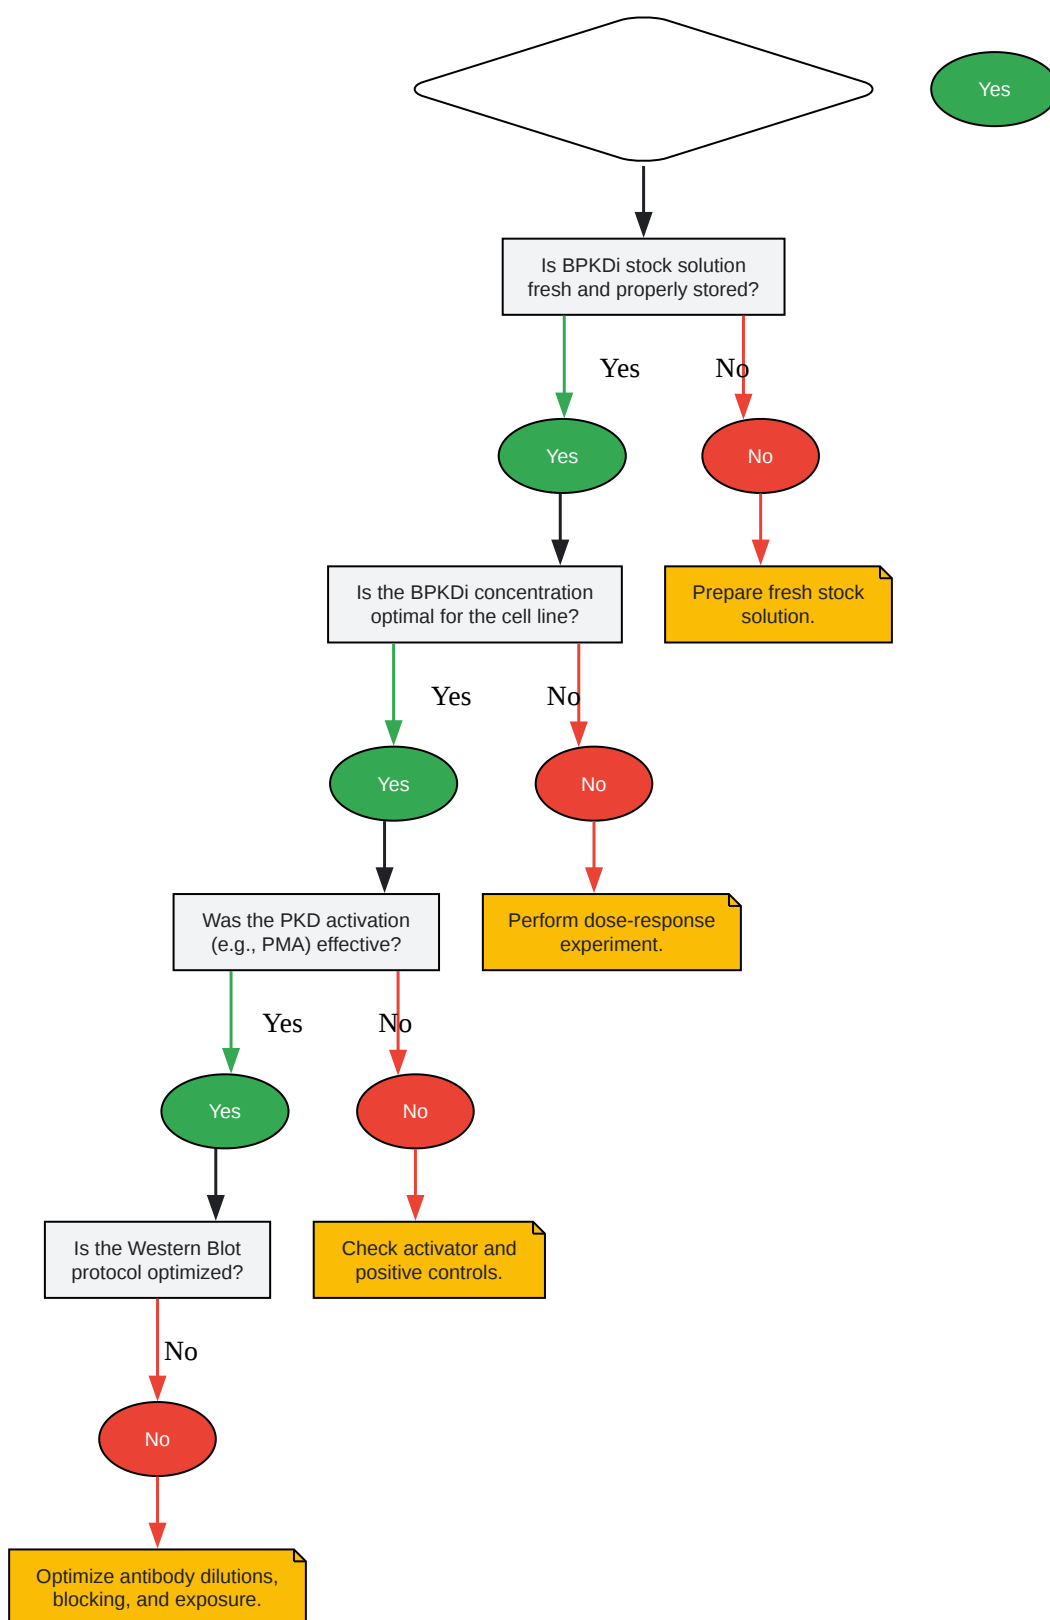 Yes
Is BPKDi stock solution
fresh and properly stored?
Yes
No
Yes
No
Is the BPKDi concentration
optimal for the cell line?
Prepare fresh stock
solution.
Yes
No
Yes
No
Was the PKD activation
(e.g., PMA) effective?
Perform dose-response
experiment.
Yes
No
Yes
No
Is the Western Blot
protocol optimized?
Check activator and
positive controls.
No
No
Optimize antibody dilutions,
blocking, and exposure.